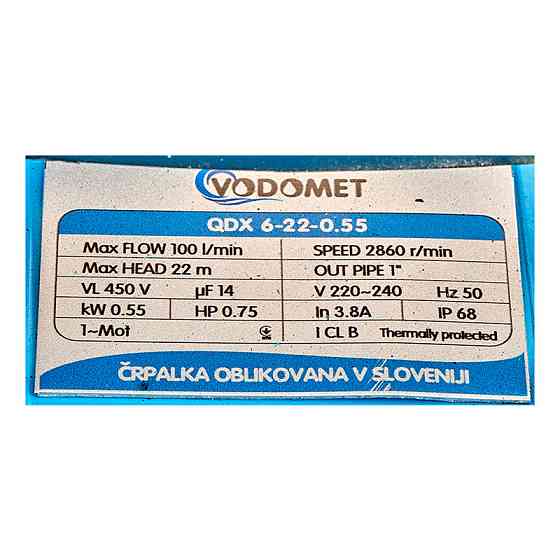 VODOMET
QDX 6-22-0.55
Max FLOW 100 l/min SPEED 2860 r/min
Max HEAD 22 m OUT PIPE 1"
VL 450 V µF 14 V 220~240 Hz 50
kW 0.55 HP 0.75 In 3.8A IP 68
1~Mot I CL B Thermally protected
ČRPALKA OBLIKOVANA V SLOVENIJI